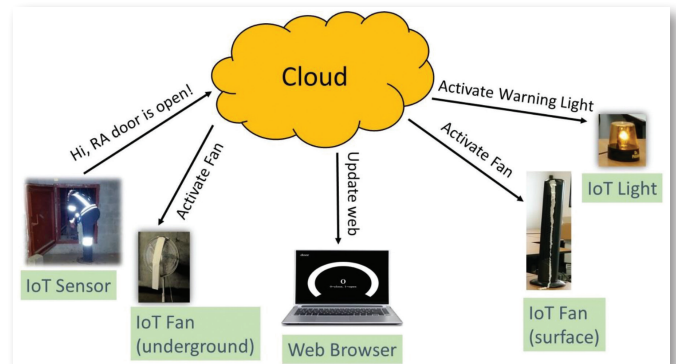 Cloud
Hi, RA door is open!
Activate Fan
Update web
Activate Fan
Activate Warning Light
IoT Sensor
IoT Fan
(underground)
0
Web Browser
IoT Fan
(surface)
IoT Light